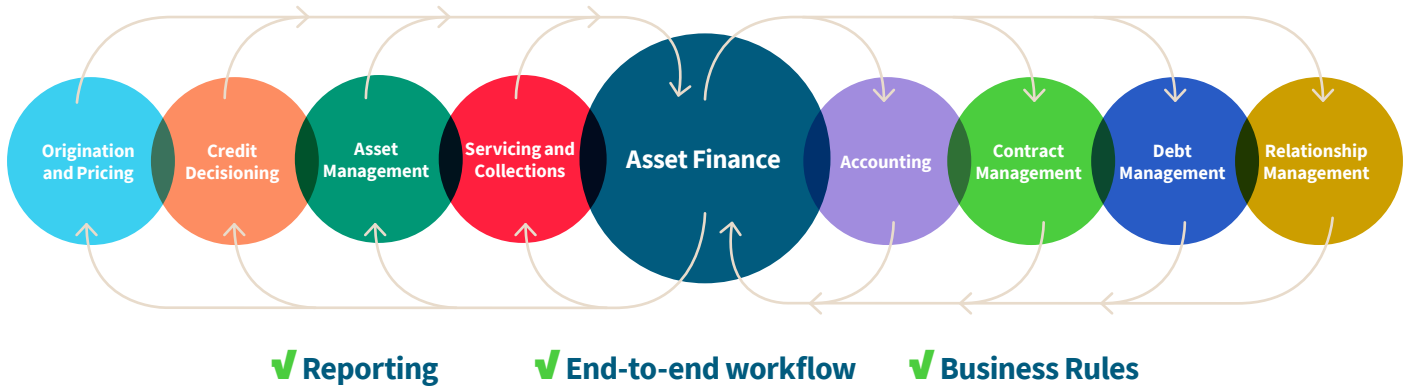 Origination
and Pricing
Credit
Decisioning
Asset
Management
Servicing and
Collections
Asset Finance
Accounting
Contract
Management
Debt
Management
Relationship
Management
Reporting
End-to-end workflow
Business Rules